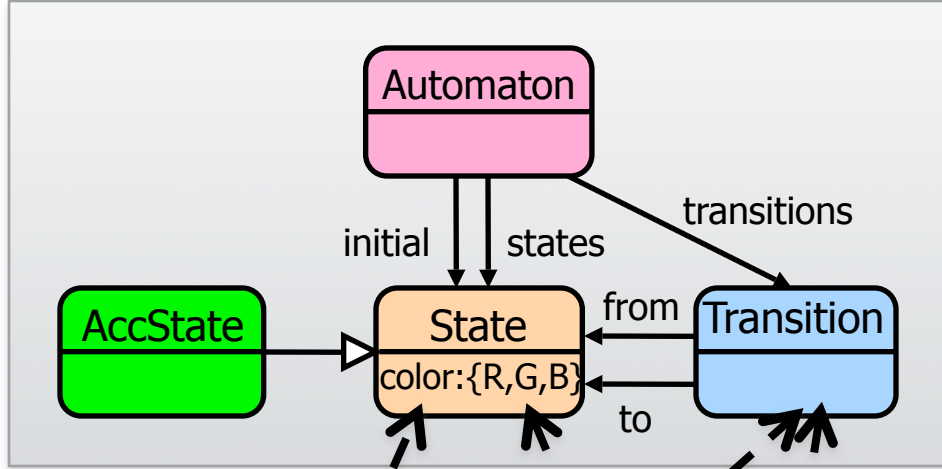 Automaton
transitions
initial
states
AccState
State
from
Transition
color:{R,G,B}
to